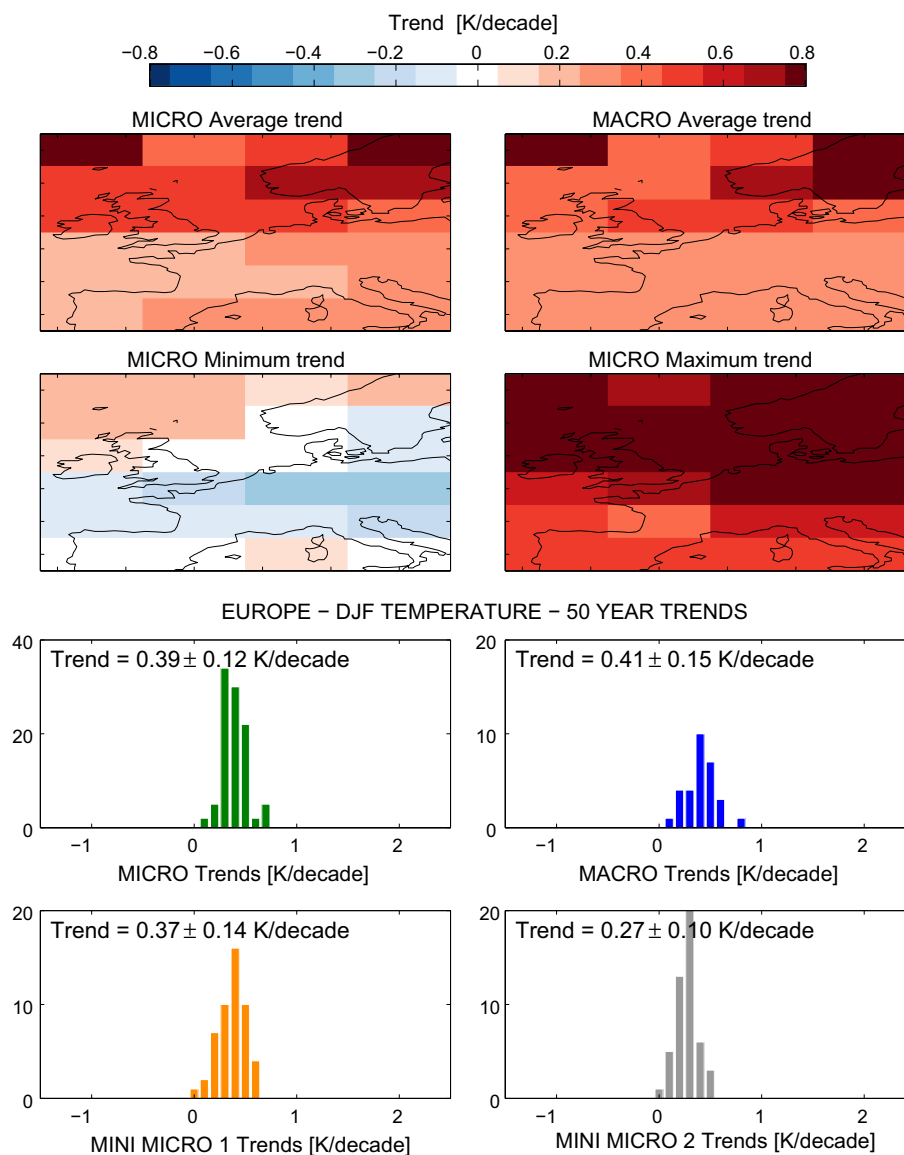 Trend [K/decade]
−0.8 −0.6 −0.4 −0.2 0 0.2 0.4 0.6 0.8
MICRO Average trend
MACRO Average trend
MICRO Minimum trend
MICRO Maximum trend
EUROPE − DJF TEMPERATURE − 50 YEAR TRENDS
40
20
0
Trend = 0.39 ± 0.12 K/decade
−1 0 1 2
MICRO Trends [K/decade]
20
10
0
Trend = 0.41 ± 0.15 K/decade
−1 0 1 2
MACRO Trends [K/decade]
20
10
0
Trend = 0.37 ± 0.14 K/decade
−1 0 1 2
MINI MICRO 1 Trends [K/decade]
20
10
0
Trend = 0.27 ± 0.10 K/decade
−1 0 1 2
MINI MICRO 2 Trends [K/decade]